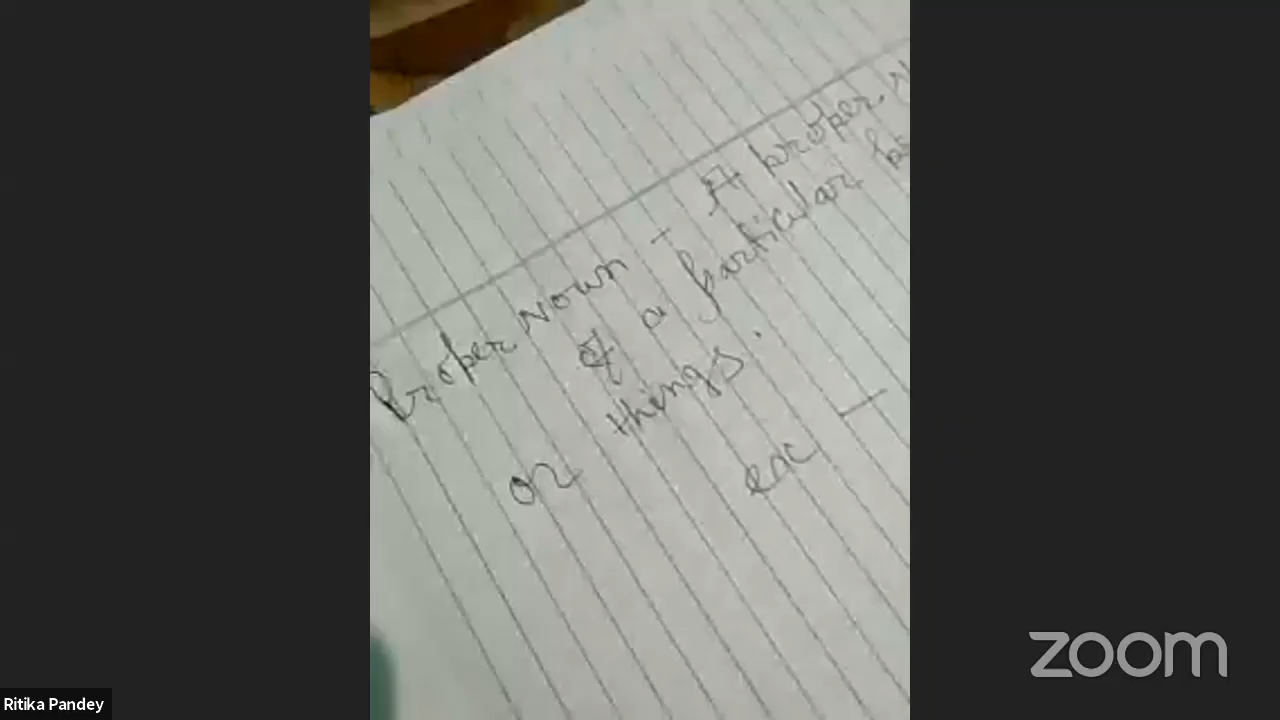 Proper Noun - A proper
of a particular
or things.
ex -
Ritika Pandey
zoom